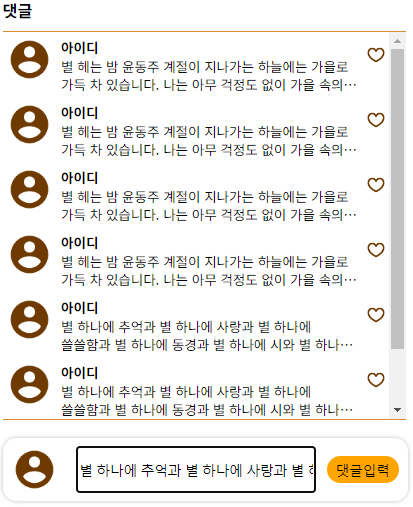 댓글
아이디
별 헤는 밤 윤동주 계절이 지나가는 하늘에는 가을로
가득 차 있습니다. 나는 아무 걱정도 없이 가을 속의…
아이디
별 헤는 밤 윤동주 계절이 지나가는 하늘에는 가을로
가득 차 있습니다. 나는 아무 걱정도 없이 가을 속의…
아이디
별 헤는 밤 윤동주 계절이 지나가는 하늘에는 가을로
가득 차 있습니다. 나는 아무 걱정도 없이 가을 속의…
아이디
별 헤는 밤 윤동주 계절이 지나가는 하늘에는 가을로
가득 차 있습니다. 나는 아무 걱정도 없이 가을 속의…
아이디
별 하나에 추억과 별 하나에 사랑과 별 하나에
쓸쓸함과 별 하나에 동경과 별 하나에 시와 별 하나…
아이디
별 하나에 추억과 별 하나에 사랑과 별 하나에
쓸쓸함과 별 하나에 동경과 별 하나에 시와 별 하나…
별 하나에 추억과 별 하나에 사랑과 별 댓글입력